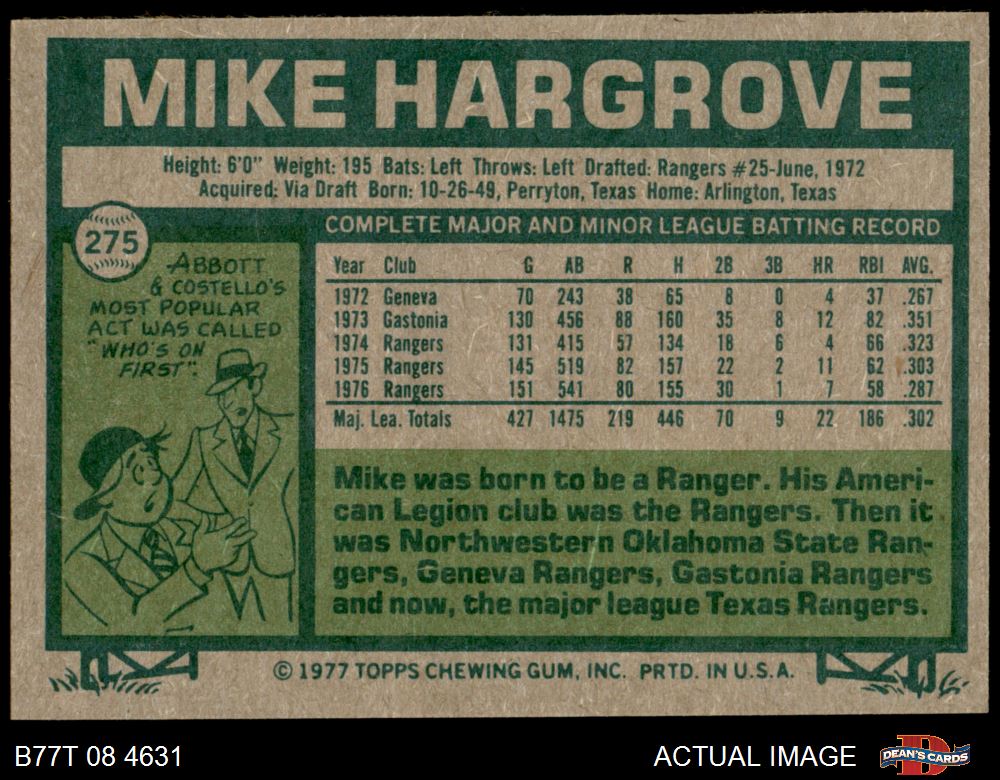 MIKE HARGROVE
Height: 6'0" Weight: 195 Bats: Left Throws: Left Drafted: Rangers #25-June, 1972
Acquired: Via Draft Born: 10-26-49, Perryton, Texas Home: Arlington, Texas
275
ABBOTT
& COSTELLO'S
MOST POPULAR
ACT WAS CALLED
"WHO'S ON
FIRST".
COMPLETE MAJOR AND MINOR LEAGUE BATTING RECORD
Year Club G AB R H 2B 3B HR RBI AVG.
1972 Geneva 70 243 38 65 8 0 4 37 .267
1973 Gastonia 130 456 88 160 35 8 12 82 .351
1974 Rangers 131 415 57 134 18 6 4 66 .323
1975 Rangers 145 519 82 157 22 2 11 62 .303
1976 Rangers 151 541 80 155 30 1 7 58 .287
Maj. Lea. Totals 427 1475 219 446 70 9 22 186 .302
Mike was born to be a Ranger. His Ameri-
can Legion club was the Rangers. Then it
was Northwestern Oklahoma State Ran-
gers, Geneva Rangers, Gastonia Rangers
and now, the major league Texas Rangers.
© 1977 TOPPS CHEWING GUM, INC. PRTD. IN U.S.A.
B77T 08 4631
ACTUAL IMAGE
DEAN'S CARDS